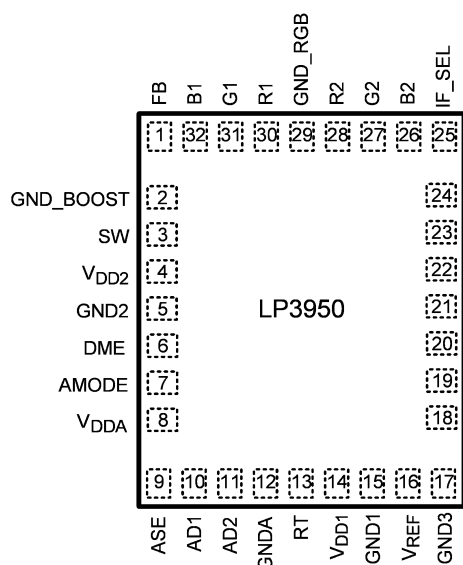 FB B1 G1 R1 GND_RGB R2 G2 B2 IF_SEL
1 32 31 30 29 28 27 26 25
GND_BOOST 2 24
SW 3 23
VDD2 4 22
GND2 5 LP3950 21
DME 6 20
AMODE 7 19
VDDA 8 18
9 10 11 12 13 14 15 16 17
ASE AD1 AD2 GNDA RT VDD1 GND1 VREF GND3